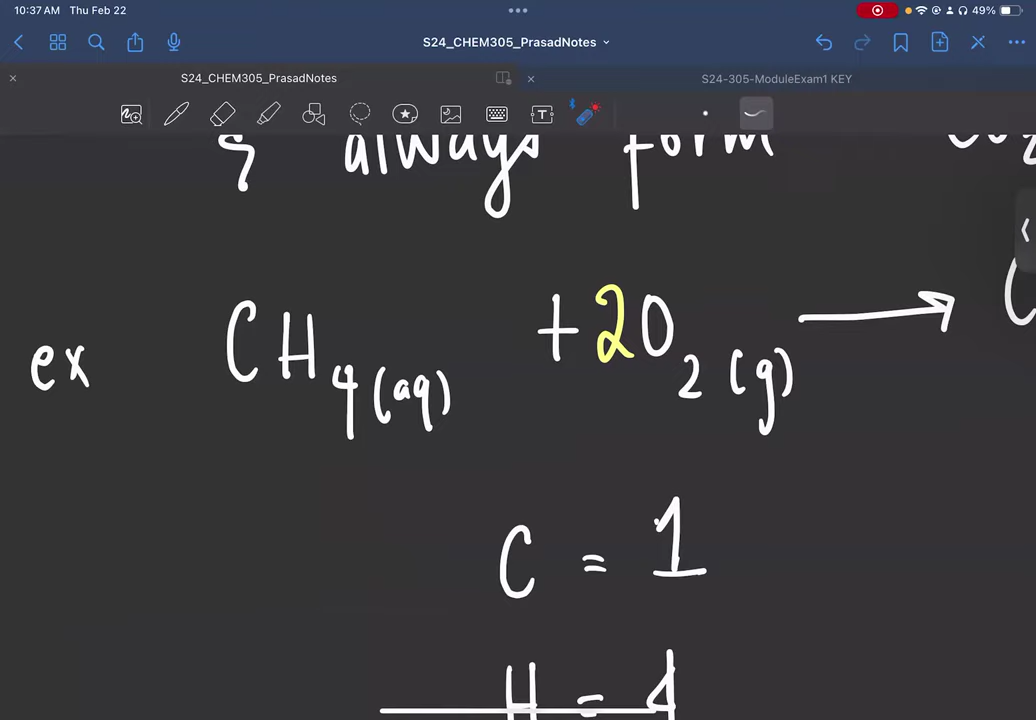 10:37 AM Thu Feb 22
49%
S24_CHEM305_PrasadNotes
S24_CHEM305_PrasadNotes
S24-305-ModuleExam1 KEY
& always form
ex CH4(aq) + 2O2(g) → C
C = 1
H = 4